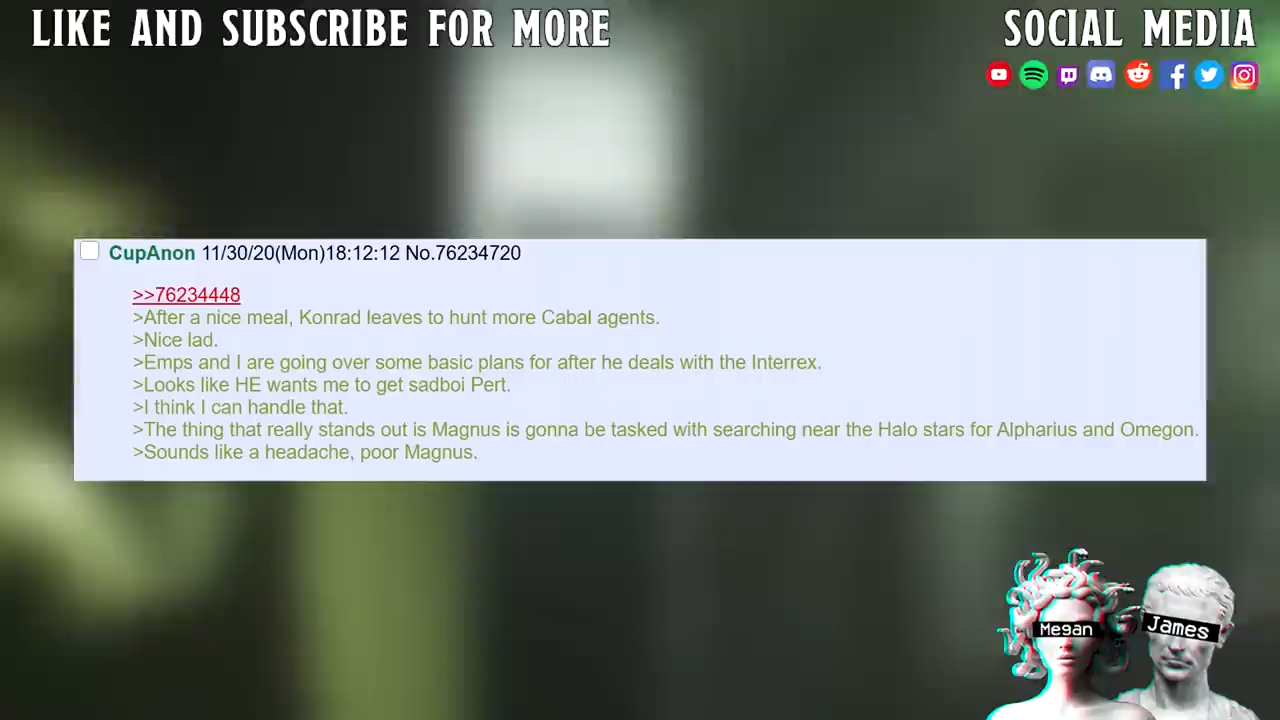 LIKE AND SUBSCRIBE FOR MORE
SOCIAL MEDIA
CupAnon 11/30/20(Mon)18:12:12 No.76234720
>>76234448
>After a nice meal, Konrad leaves to hunt more Cabal agents.
>Nice lad.
>Emps and I are going over some basic plans for after he deals with the Interrex.
>Looks like HE wants me to get sadboi Pert.
>I think I can handle that.
>The thing that really stands out is Magnus is gonna be tasked with searching near the Halo stars for Alpharius and Omegon.
>Sounds like a headache, poor Magnus.
Megan
James